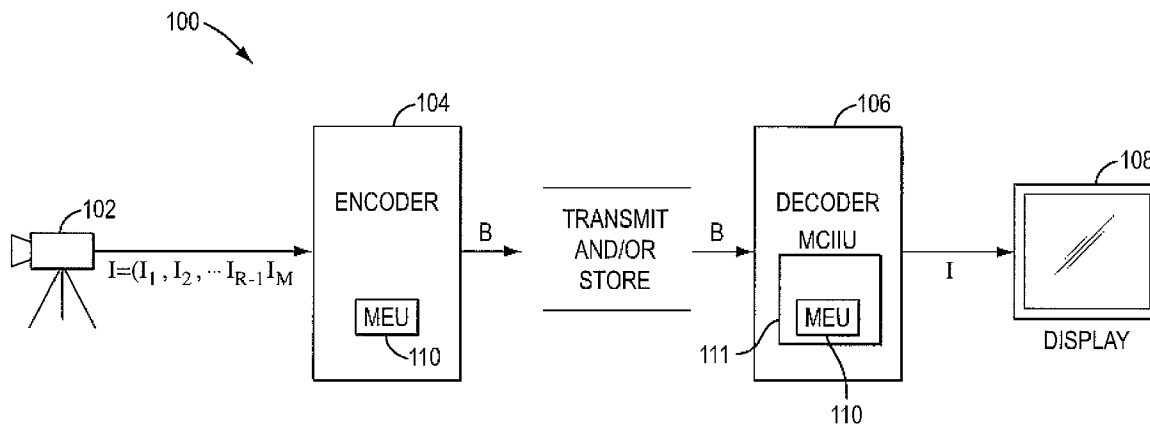 100
104
106
108
102
ENCODER
DECODER
MCIIU
TRANSMIT
AND/OR
STORE
B
B
I=(I1, I2, ... IR-1 IM
I
MEU
MEU
110
111
110
DISPLAY